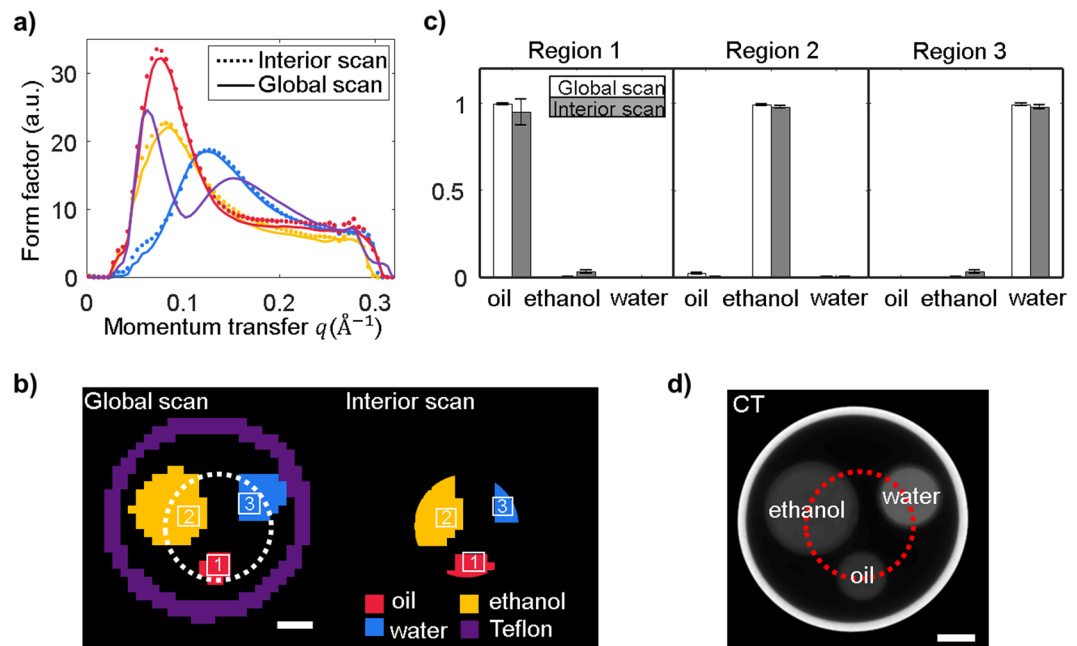 a)
Form factor (a.u.)
30
20
10
0
Interior scan
Global scan
0 0.1 0.2 0.3
Momentum transfer q(Å⁻¹)
c)
Region 1 Region 2 Region 3
1
0.5
0
Global scan
Interior scan
oil ethanol water oil ethanol water oil ethanol water
b)
Global scan
Interior scan
2
3
1
2
3
1
oil ethanol
water Teflon
d)
CT
ethanol
water
oil